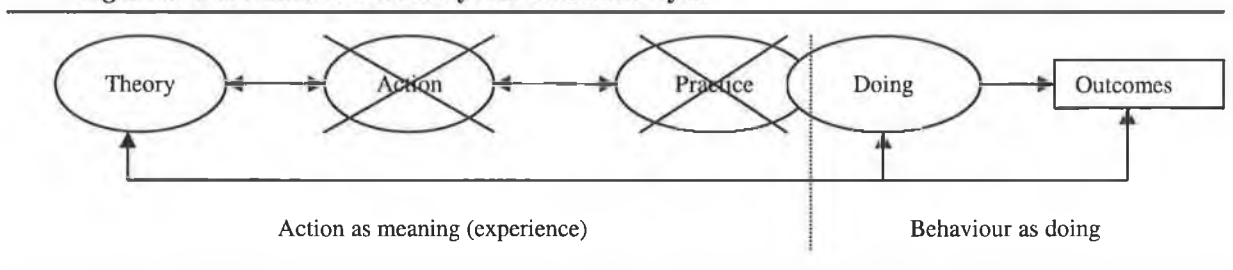 Theory Action Practice Doing Outcomes
Action as meaning (experience) Behaviour as doing